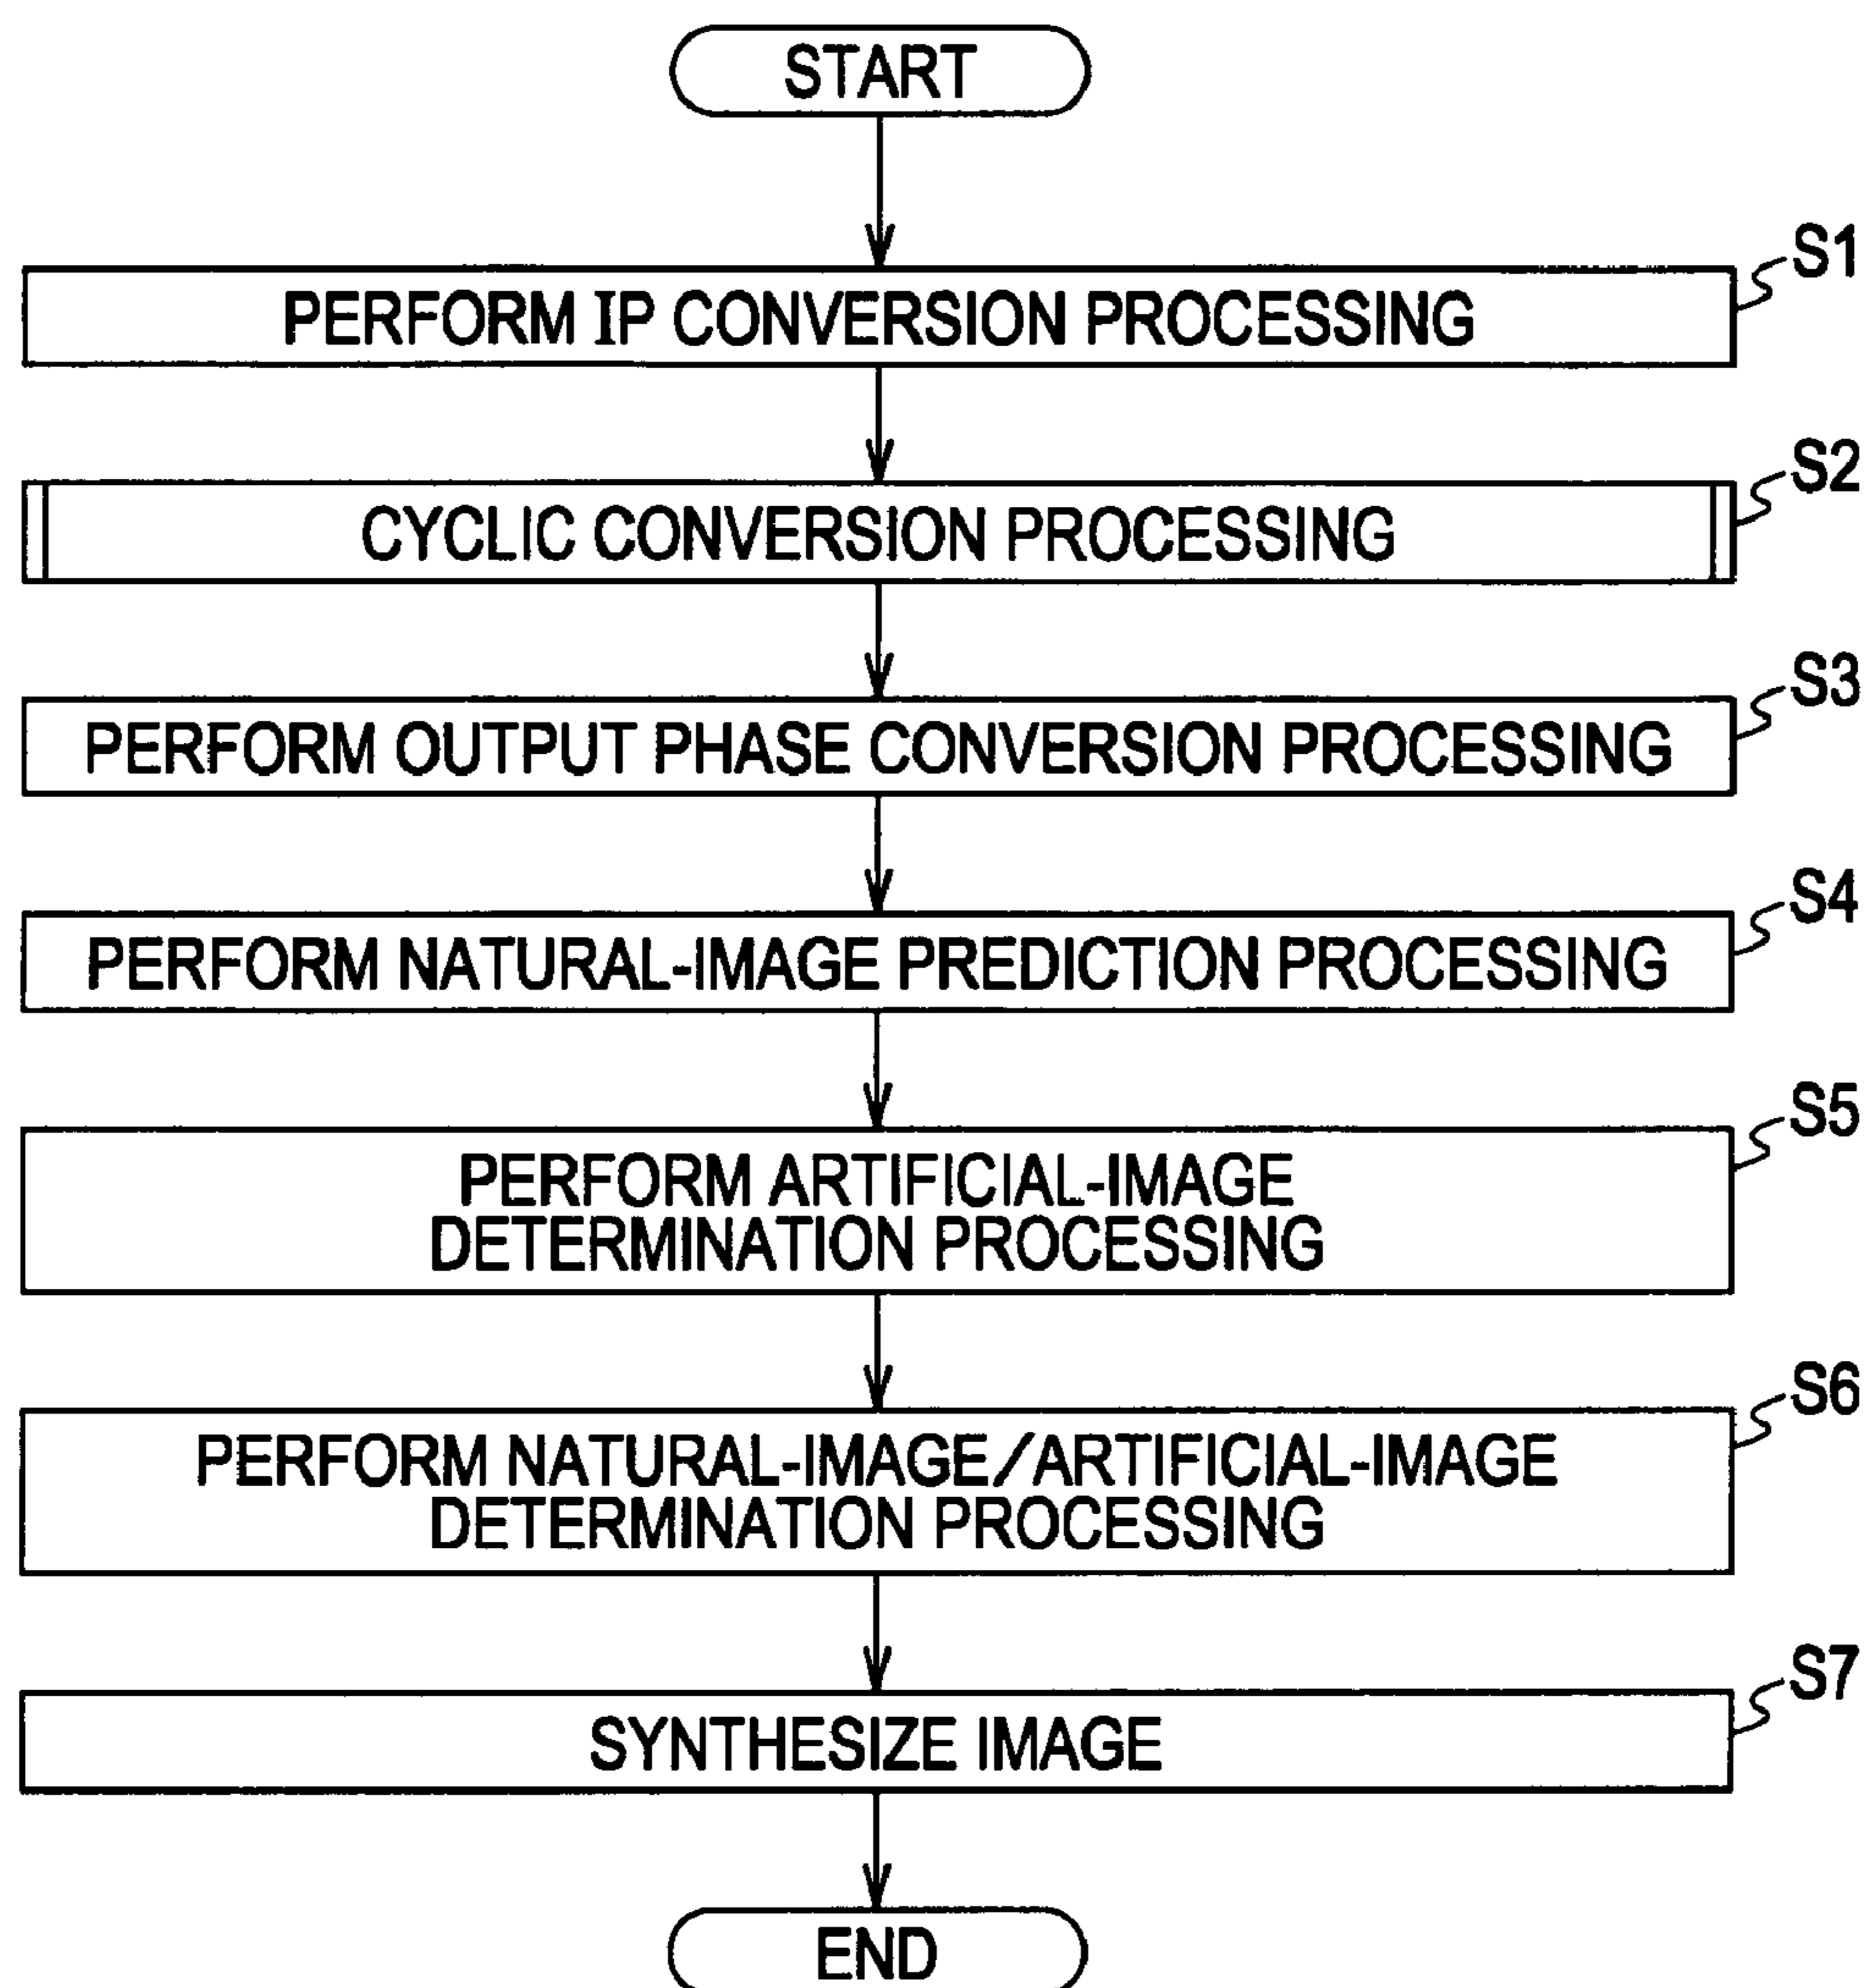 START
S1
PERFORM IP CONVERSION PROCESSING
S2
CYCLIC CONVERSION PROCESSING
S3
PERFORM OUTPUT PHASE CONVERSION PROCESSING
S4
PERFORM NATURAL-IMAGE PREDICTION PROCESSING
S5
PERFORM ARTIFICIAL-IMAGE
DETERMINATION PROCESSING
S6
PERFORM NATURAL-IMAGE/ARTIFICIAL-IMAGE
DETERMINATION PROCESSING
S7
SYNTHESIZE IMAGE
END